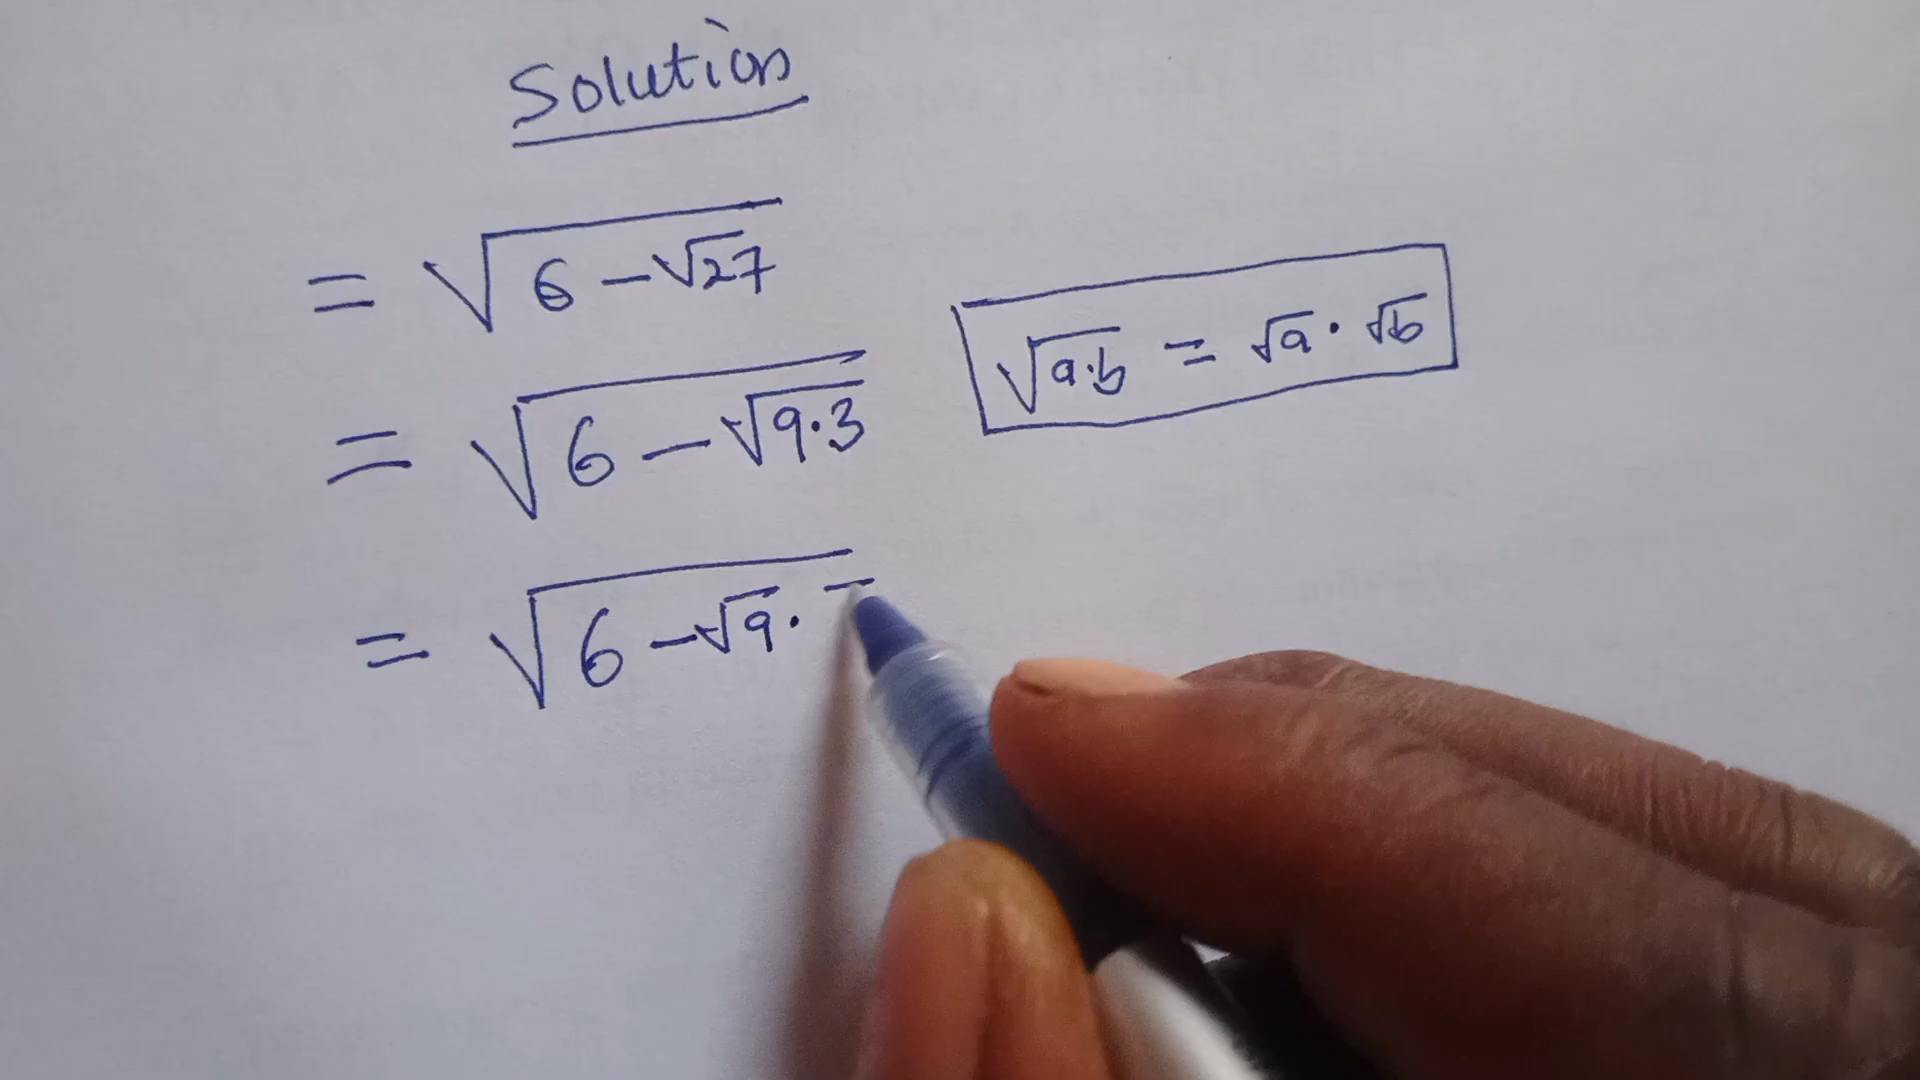 Solution
= √(6 - √27)
= √(6 - √(9·3))
√(a·b) = √a · √b
= √(6 - √9 ·